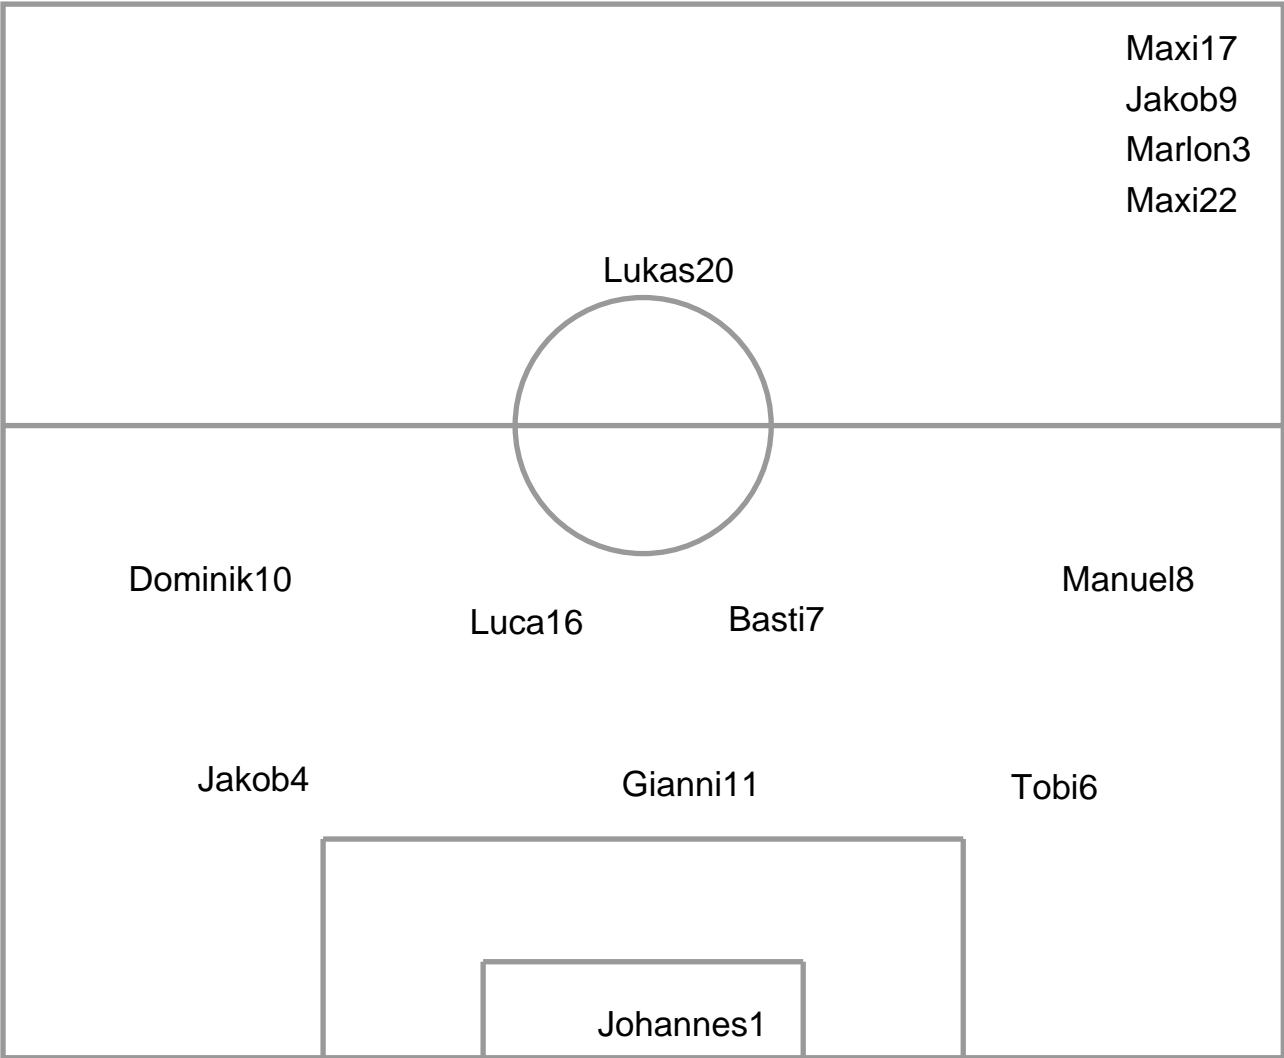 Maxi17
Jakob9
Marlon3
Maxi22
Lukas20
Dominik10
Manuel8
Luca16
Basti7
Jakob4
Gianni11
Tobi6
Johannes1